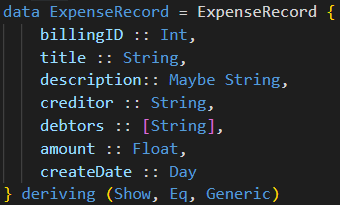 data ExpenseRecord = ExpenseRecord {
    billingID :: Int,
    title :: String,
    description:: Maybe String,
    creditor :: String,
    debtors :: [String],
    amount :: Float,
    createDate :: Day
} deriving (Show, Eq, Generic)